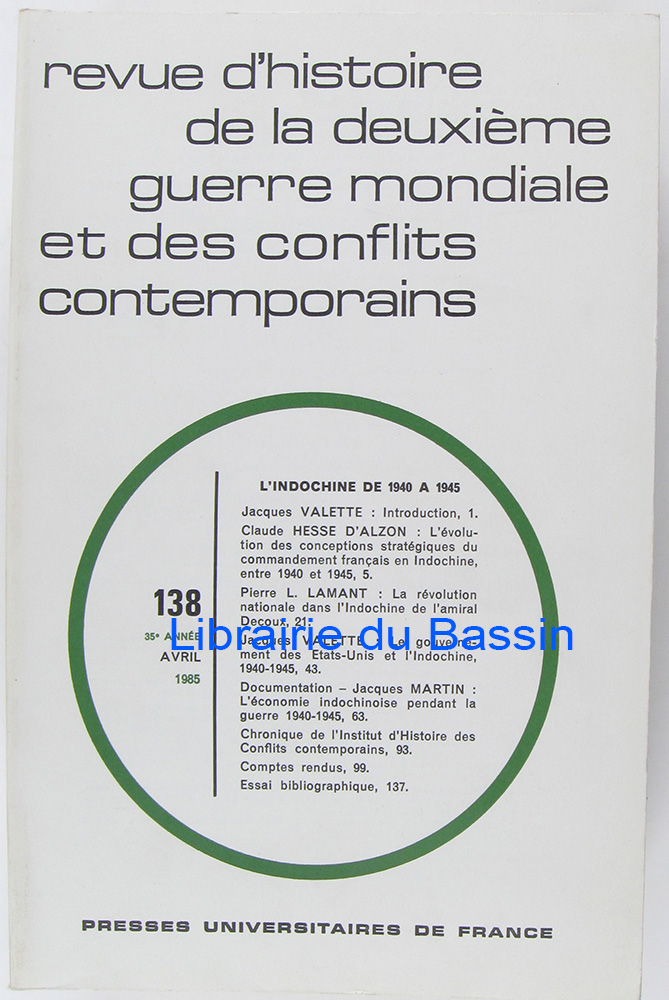 revue d'histoire
de la deuxième
guerre mondiale
et des conflits
contemporains
138
35e ANNÉE
AVRIL
1985
L'INDOCHINE DE 1940 A 1945
Jacques VALETTE : Introduction, 1.
Claude HESSE D'ALZON : L'évolu-
tion des conceptions stratégiques du
commandement français en Indochine,
entre 1940 et 1945, 5.
Pierre L. LAMANT : La révolution
nationale dans l'Indochine de l'amiral
Decoux, 21.
Jacques VALETTE : Le gouverne-
ment des Etats-Unis et l'Indochine,
1940-1945, 43.
Documentation – Jacques MARTIN :
L'économie indochinoise pendant la
guerre 1940-1945, 63.
Chronique de l'Institut d'Histoire des
Conflits contemporains, 93.
Comptes rendus, 99.
Essai bibliographique, 137.
Librairie du Bassin
PRESSES UNIVERSITAIRES DE FRANCE